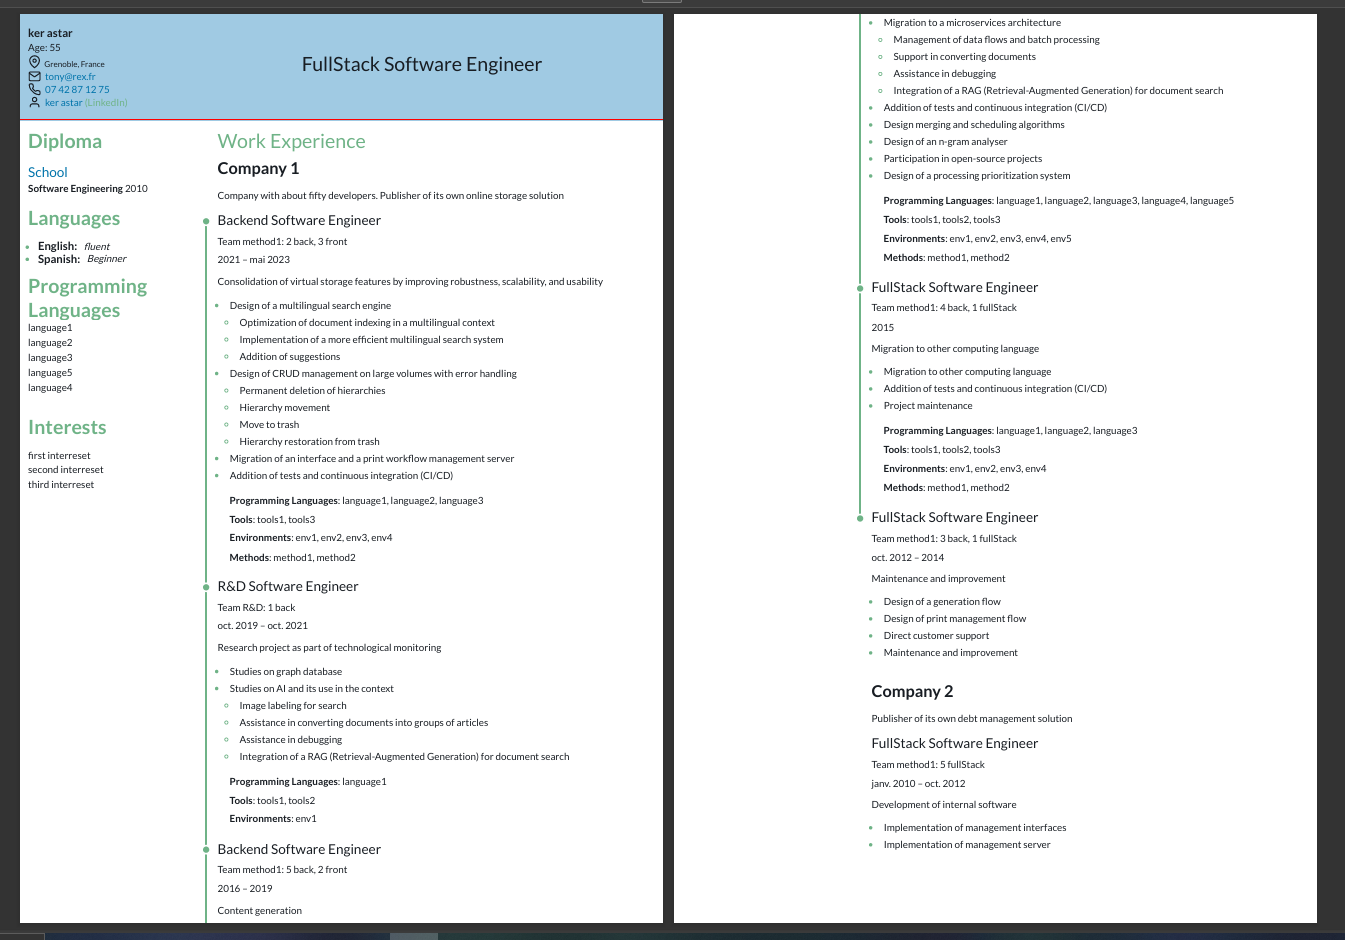 ker astar
Age: 55
Grenoble, France
tony@rex.fr
07 42 87 12 75
ker astar (LinkedIn)
FullStack Software Engineer
Diploma
School
Software Engineering 2010
Languages
English: fluent
Spanish: Beginner
Programming
Languages
language1
language2
language3
language5
language4
Interests
first interreset
second interreset
third interreset
Work Experience
Company 1
Company with about fifty developers. Publisher of its own online storage solution
Backend Software Engineer
Team method1: 2 back, 3 front
2021 – mai 2023
Consolidation of virtual storage features by improving robustness, scalability, and usability
Design of a multilingual search engine
Optimization of document indexing in a multilingual context
Implementation of a more efficient multilingual search system
Addition of suggestions
Design of CRUD management on large volumes with error handling
Permanent deletion of hierarchies
Hierarchy movement
Move to trash
Hierarchy restoration from trash
Migration of an interface and a print workflow management server
Addition of tests and continuous integration (CI/CD)
Programming Languages: language1, language2, language3
Tools: tools1, tools3
Environments: env1, env2, env3, env4
Methods: method1, method2
R&D Software Engineer
Team R&D: 1 back
oct. 2019 – oct. 2021
Research project as part of technological monitoring
Studies on graph database
Studies on AI and its use in the context
Image labeling for search
Assistance in converting documents into groups of articles
Assistance in debugging
Integration of a RAG (Retrieval-Augmented Generation) for document search
Programming Languages: language1
Tools: tools1, tools2
Environments: env1
Backend Software Engineer
Team method1: 5 back, 2 front
2016 – 2019
Content generation
Migration to a microservices architecture
Management of data flows and batch processing
Support in converting documents
Assistance in debugging
Integration of a RAG (Retrieval-Augmented Generation) for document search
Addition of tests and continuous integration (CI/CD)
Design merging and scheduling algorithms
Design of an n-gram analyser
Participation in open-source projects
Design of a processing prioritization system
Programming Languages: language1, language2, language3, language4, language5
Tools: tools1, tools2, tools3
Environments: env1, env2, env3, env4, env5
Methods: method1, method2
FullStack Software Engineer
Team method1: 4 back, 1 fullStack
2015
Migration to other computing language
Migration to other computing language
Addition of tests and continuous integration (CI/CD)
Project maintenance
Programming Languages: language1, language2, language3
Tools: tools1, tools2, tools3
Environments: env1, env2, env3, env4
Methods: method1, method2
FullStack Software Engineer
Team method1: 3 back, 1 fullStack
oct. 2012 – 2014
Maintenance and improvement
Design of a generation flow
Design of print management flow
Direct customer support
Maintenance and improvement
Company 2
Publisher of its own debt management solution
FullStack Software Engineer
Team method1: 5 fullStack
janv. 2010 – oct. 2012
Development of internal software
Implementation of management interfaces
Implementation of management server